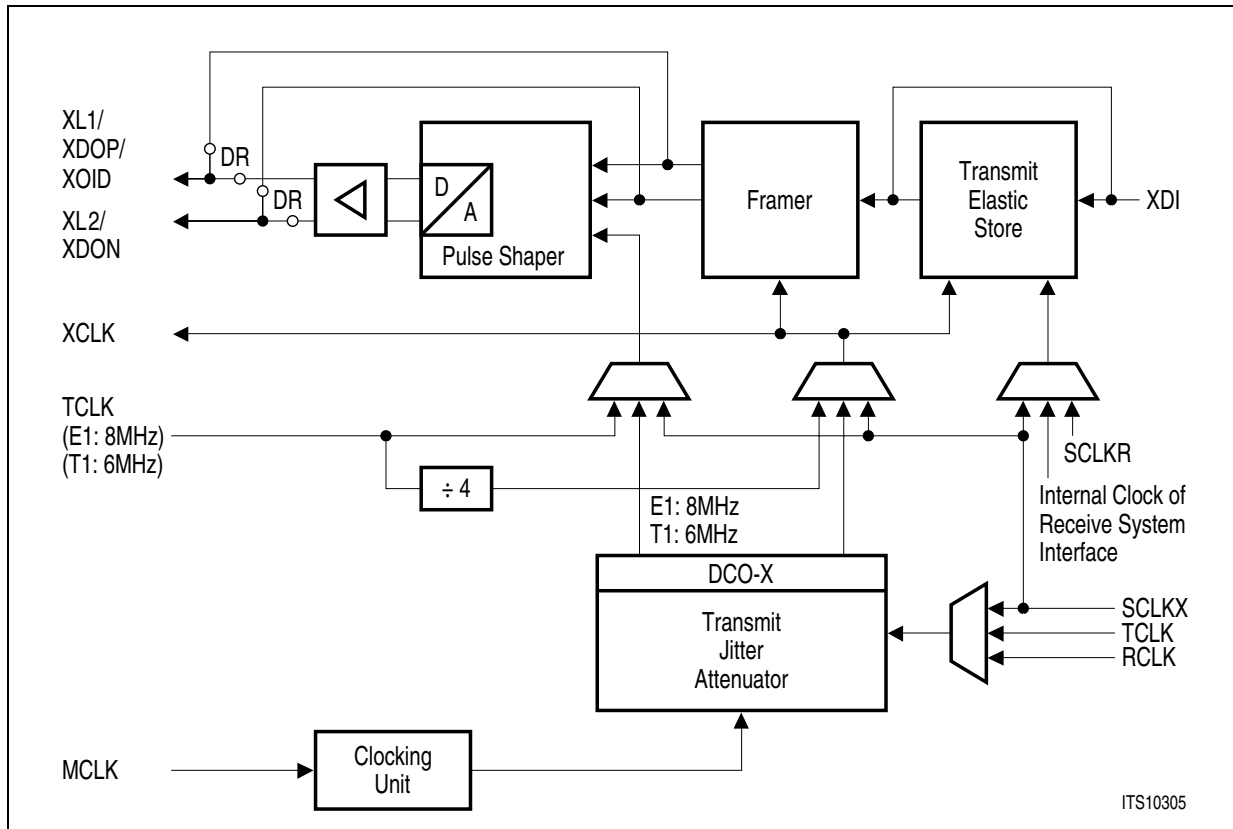 XL1/
XDOP/
XOID
DR
XL2/
XDON
DR
D
A
Pulse Shaper
Framer
Transmit
Elastic
Store
XDI
XCLK
TCLK
(E1: 8MHz)
(T1: 6MHz)
÷ 4
E1: 8MHz
T1: 6MHz
SCLKR
Internal Clock of
Receive System
Interface
DCO-X
Transmit
Jitter
Attenuator
SCLKX
TCLK
RCLK
MCLK
Clocking
Unit
ITS10305